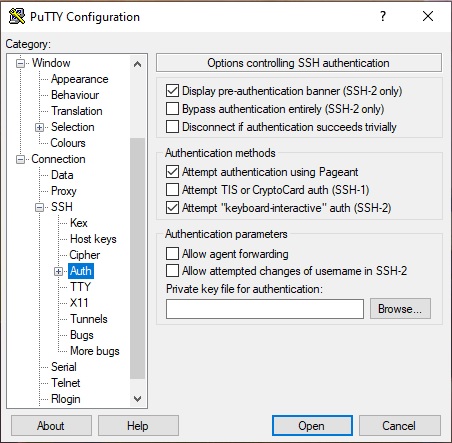 PuTTY Configuration
?
Category:
Window
Appearance
Behaviour
Translation
Selection
Colours
Connection
Data
Proxy
SSH
Kex
Host keys
Cipher
Auth
TTY
X11
Tunnels
Bugs
More bugs
Serial
Telnet
Rlogin
Options controlling SSH authentication
Display pre-authentication banner (SSH-2 only)
Bypass authentication entirely (SSH-2 only)
Disconnect if authentication succeeds trivially
Authentication methods
Attempt authentication using Pageant
Attempt TIS or CryptoCard auth (SSH-1)
Attempt "keyboard-interactive" auth (SSH-2)
Authentication parameters
Allow agent forwarding
Allow attempted changes of username in SSH-2
Private key file for authentication:
Browse...
About
Help
Open
Cancel